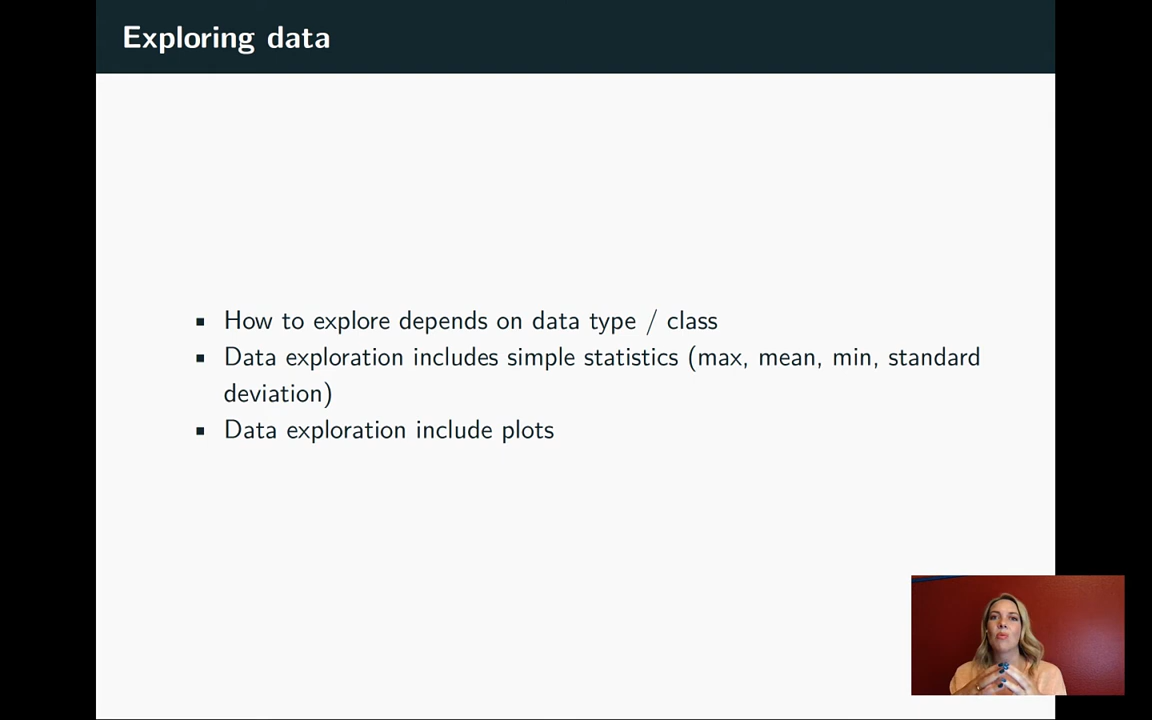 Exploring data
▪ How to explore depends on data type / class
▪ Data exploration includes simple statistics (max, mean, min, standard
deviation)
▪ Data exploration include plots